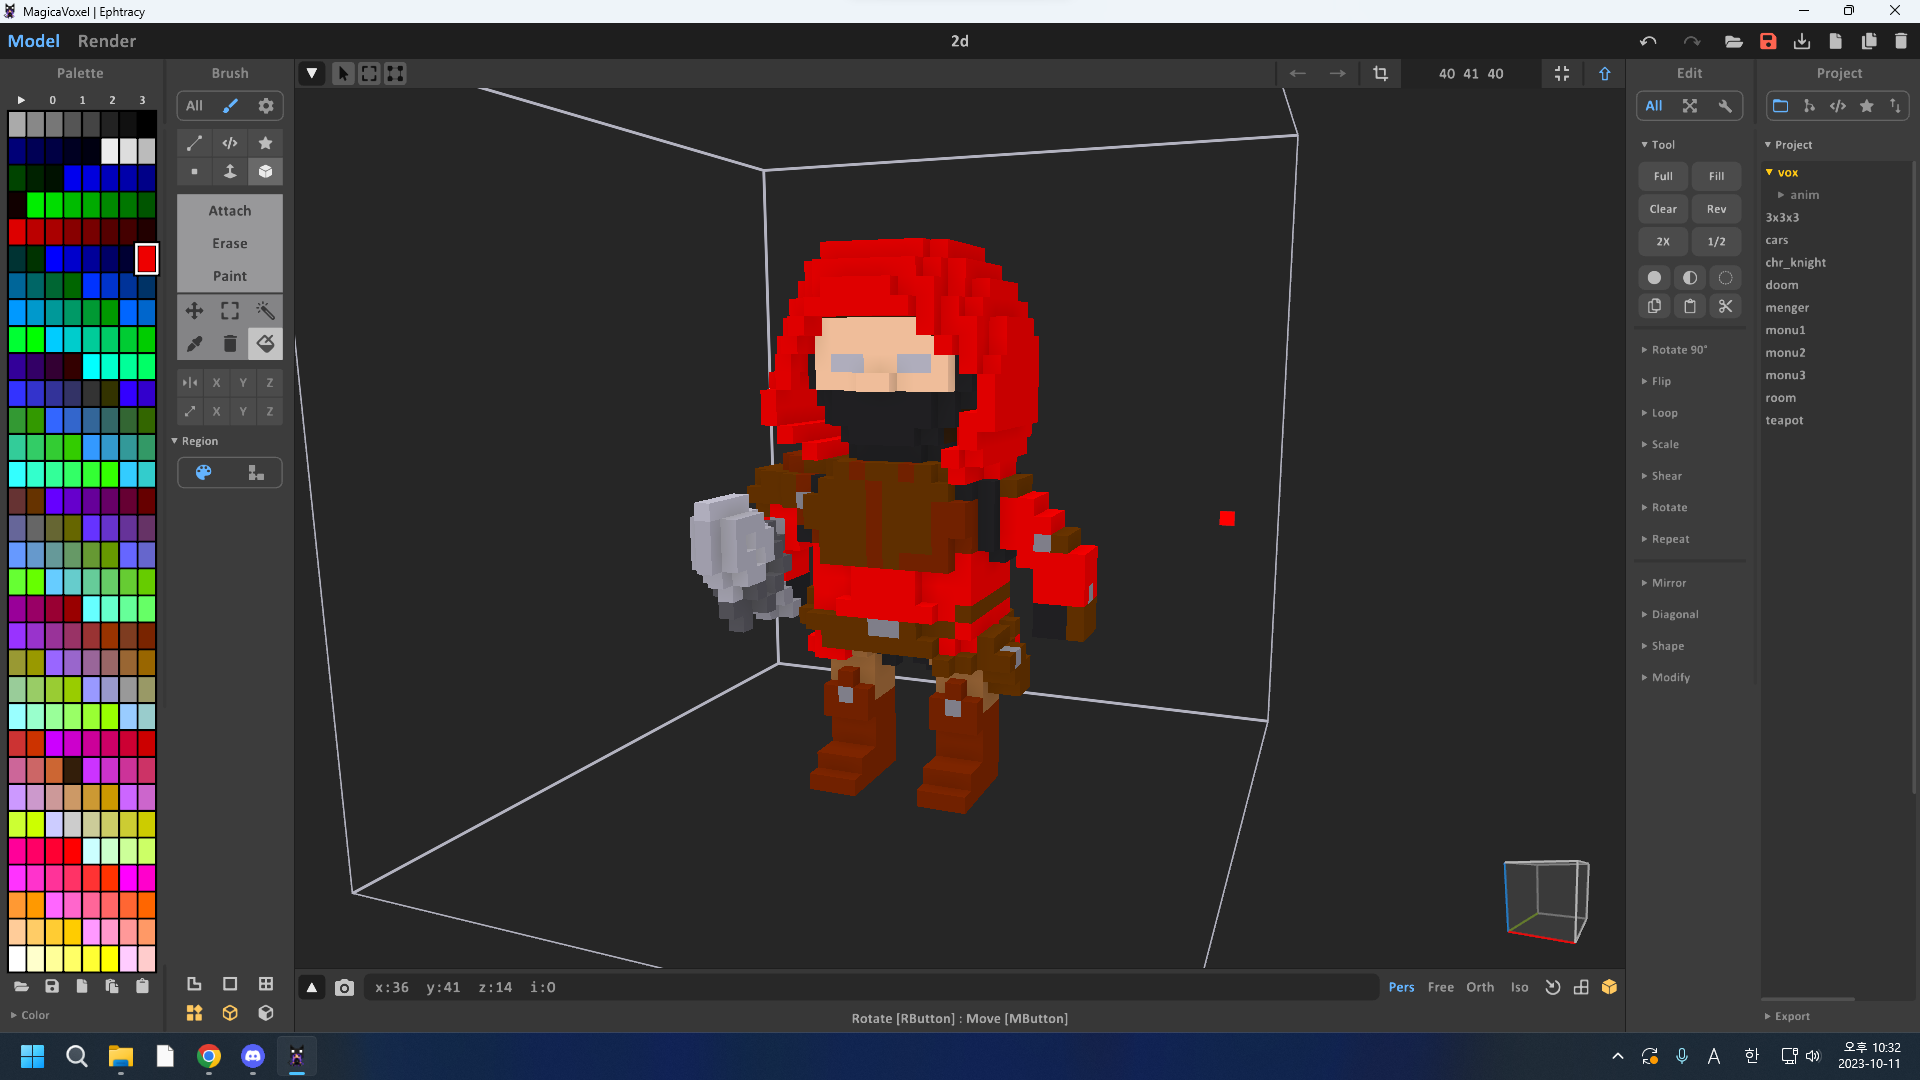 MagicaVoxel | Ephtracy
Model Render
2d
Palette
0 1 2 3
Color
Brush
All
Attach
Erase
Paint
X Y Z
X Y Z
Region
40 41 40
x:36 y:41 z:14 i:0
Pers Free Orth Iso
Rotate [RButton] : Move [MButton]
Edit
All
Tool
Full Fill
Clear Rev
2X 1/2
Rotate 90°
Flip
Loop
Scale
Shear
Rotate
Repeat
Mirror
Diagonal
Shape
Modify
Project
Project
vox
anim
3x3x3
cars
chr_knight
doom
menger
monu1
monu2
monu3
room
teapot
Export
A 한
오후 10:32
2023-10-11